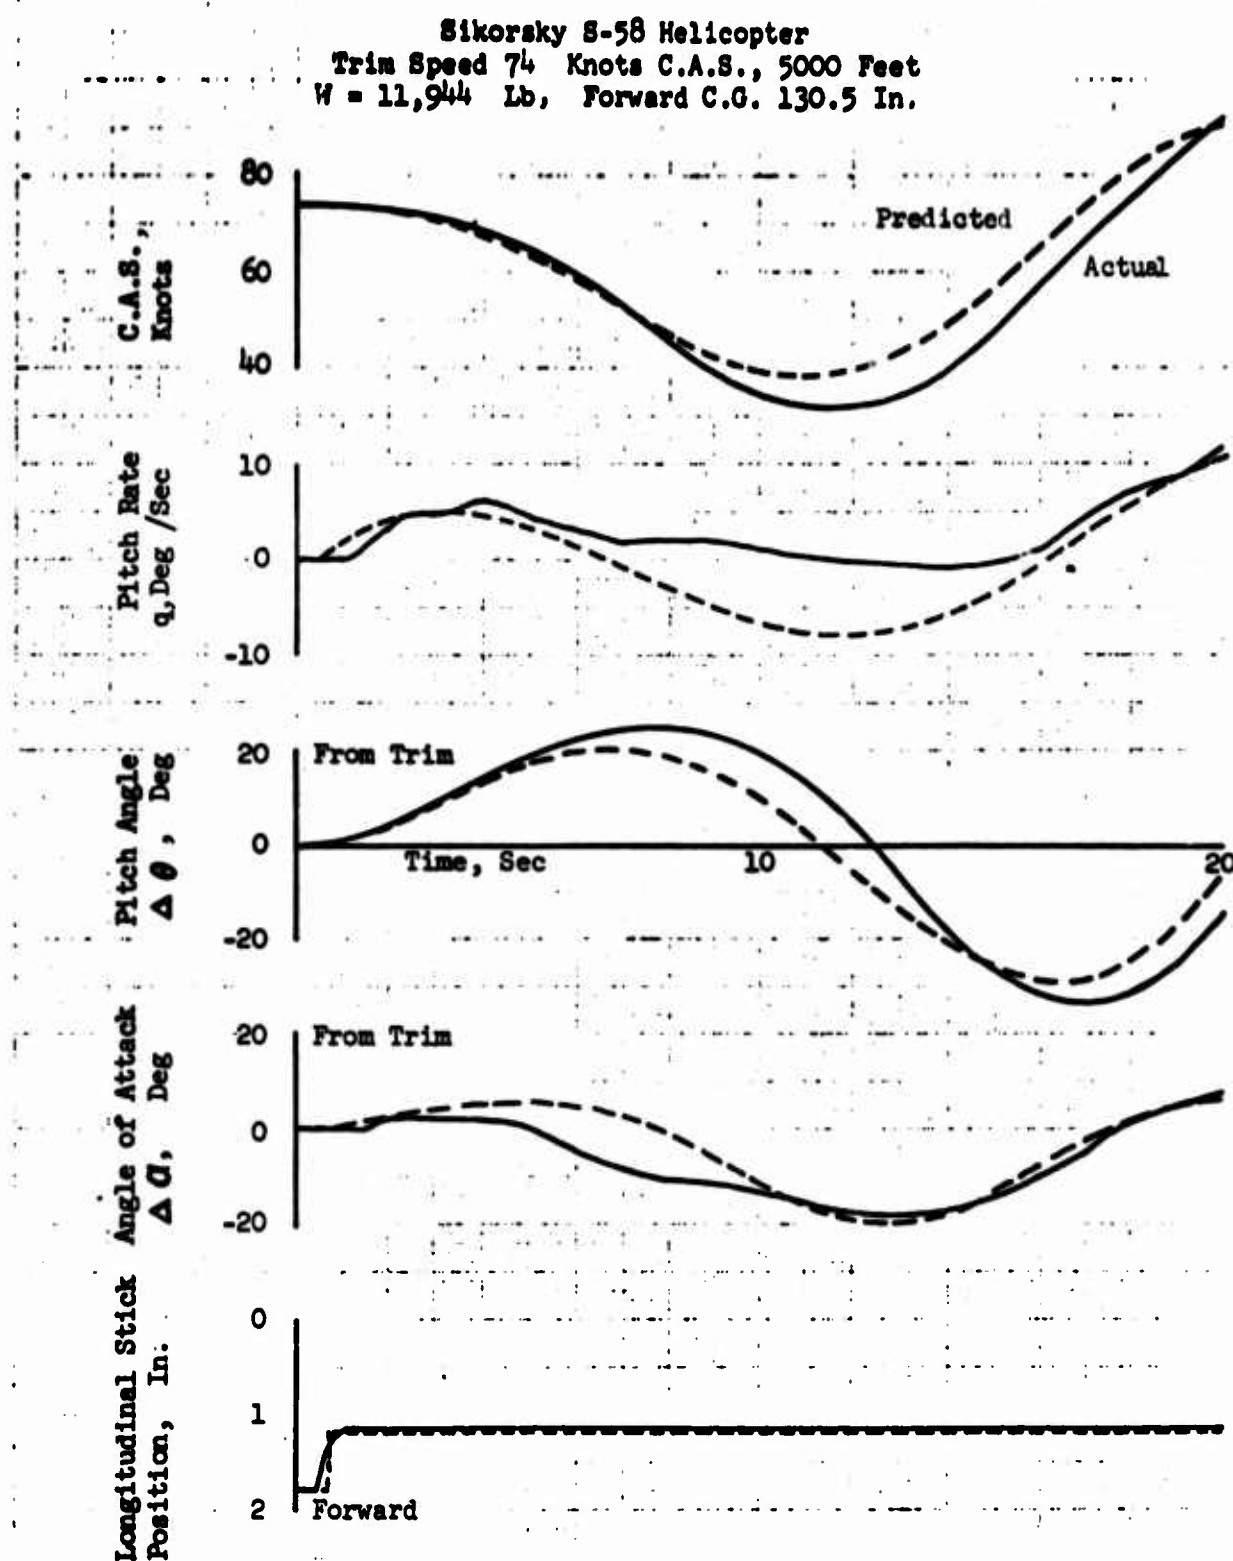 Sikorsky S-58 Helicopter
Trim Speed 74 Knots C.A.S., 5000 Feet
W = 11,944 Lb, Forward C.G. 130.5 In.
C.A.S.,
Knots
80
60
40
Predicted
Actual
Pitch Rate
q,Deg /Sec
10
0
-10
Pitch Angle
Δ θ , Deg
20
0
-20
From Trim
Time, Sec
10
20
Angle of Attack
Δ α, Deg
20
0
-20
From Trim
Longitudinal Stick
Position, In.
0
1
2
Forward